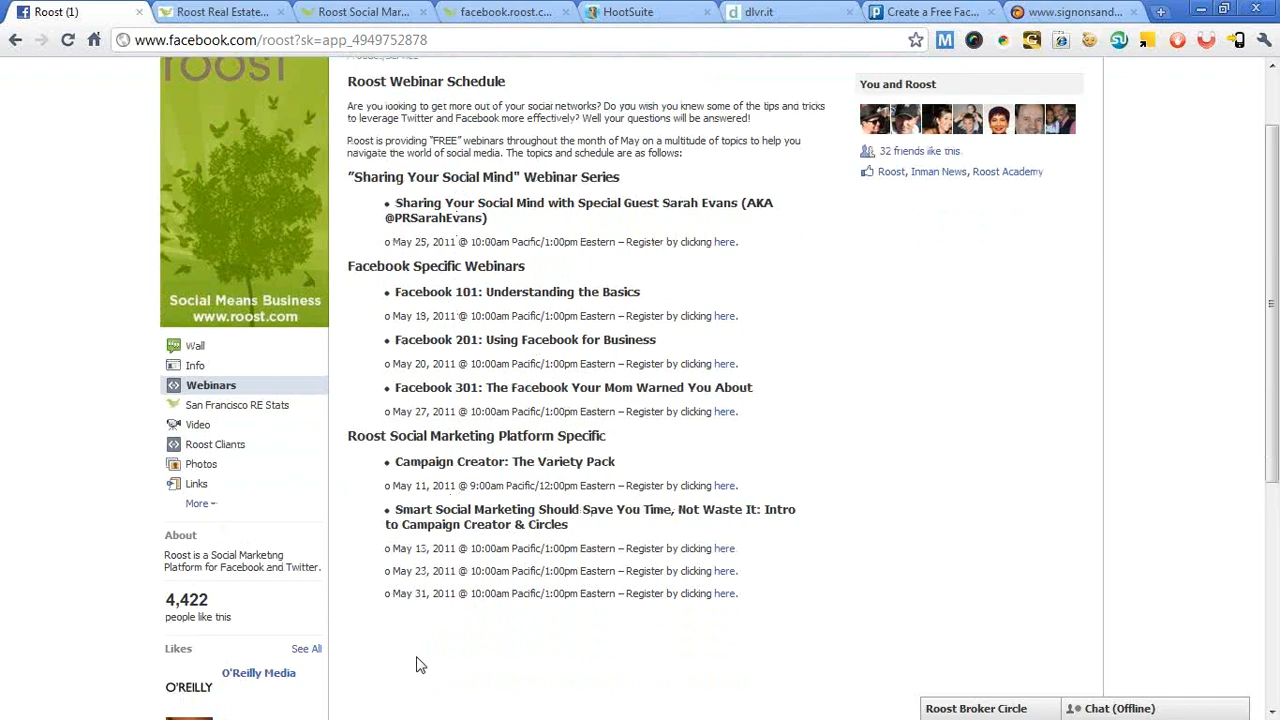 Roost (1)
Roost Real Estate...
Roost Social Mar...
facebook.roost.c...
HootSuite
dlvr.it
Create a Free Fac...
www.signonsand...
www.facebook.com/roost?sk=app_4949752878
roost
Roost Webinar Schedule
Are you looking to get more out of your social networks? Do you wish you knew some of the tips and tricks
to leverage Twitter and Facebook more effectively? Well your questions will be answered!
Roost is providing "FREE" webinars throughout the month of May on a multitude of topics to help you
navigate the world of social media. The topics and schedule are as follows:
"Sharing Your Social Mind" Webinar Series
• Sharing Your Social Mind with Special Guest Sarah Evans (AKA
@PRSarahEvans)
o May 25, 2011 @ 10:00am Pacific/1:00pm Eastern – Register by clicking here.
Facebook Specific Webinars
• Facebook 101: Understanding the Basics
o May 19, 2011 @ 10:00am Pacific/1:00pm Eastern – Register by clicking here.
• Facebook 201: Using Facebook for Business
o May 20, 2011 @ 10:00am Pacific/1:00pm Eastern – Register by clicking here.
• Facebook 301: The Facebook Your Mom Warned You About
o May 27, 2011 @ 10:00am Pacific/1:00pm Eastern – Register by clicking here.
Roost Social Marketing Platform Specific
• Campaign Creator: The Variety Pack
o May 11, 2011 @ 9:00am Pacific/12:00pm Eastern – Register by clicking here.
• Smart Social Marketing Should Save You Time, Not Waste It: Intro
to Campaign Creator & Circles
o May 13, 2011 @ 10:00am Pacific/1:00pm Eastern – Register by clicking here
o May 23, 2011 @ 10:00am Pacific/1:00pm Eastern – Register by clicking here.
o May 31, 2011 @ 10:00am Pacific/1:00pm Eastern – Register by clicking here.
Social Means Business
www.roost.com
Wall
Info
Webinars
San Francisco RE Stats
Video
Roost Clients
Photos
Links
More
About
Roost is a Social Marketing
Platform for Facebook and Twitter.
4,422
people like this
Likes
See All
O'REILLY
O'Reilly Media
You and Roost
32 friends like this.
Roost, Inman News, Roost Academy
Roost Broker Circle
Chat (Offline)